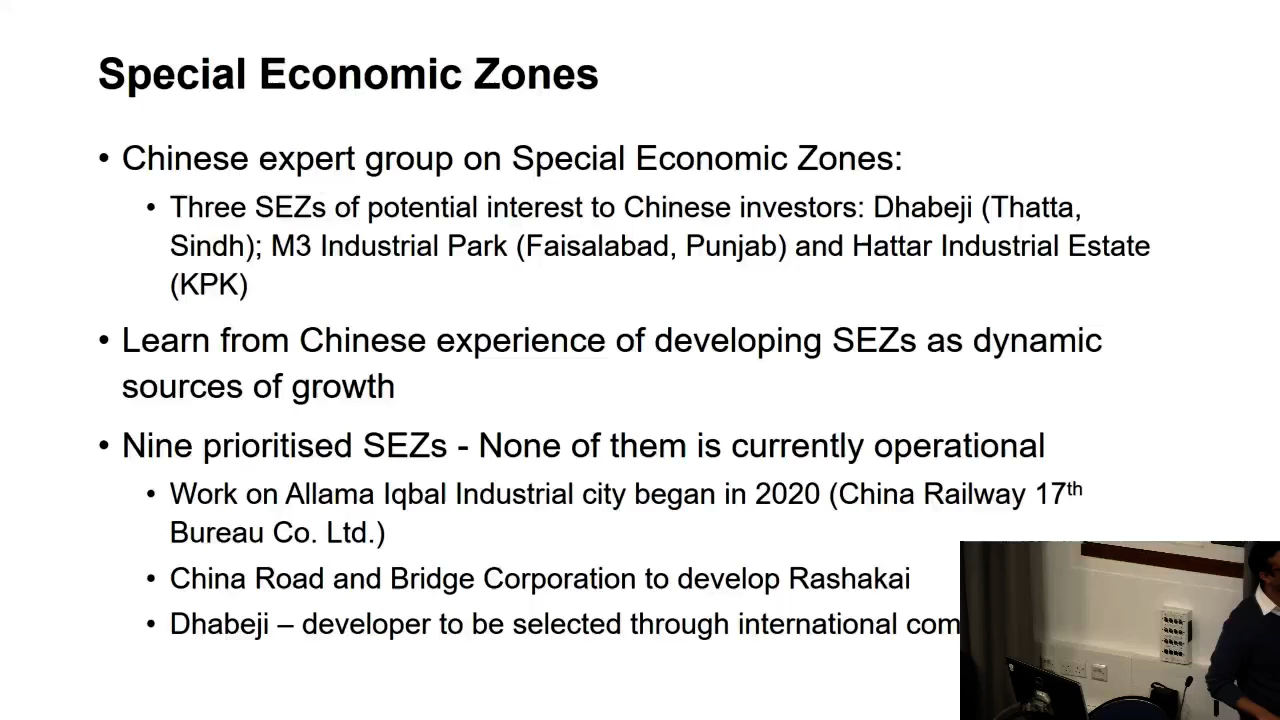 Special Economic Zones
• Chinese expert group on Special Economic Zones:
• Three SEZs of potential interest to Chinese investors: Dhabeji (Thatta,
Sindh); M3 Industrial Park (Faisalabad, Punjab) and Hattar Industrial Estate
(KPK)
• Learn from Chinese experience of developing SEZs as dynamic
sources of growth
• Nine prioritised SEZs - None of them is currently operational
• Work on Allama Iqbal Industrial city began in 2020 (China Railway 17th
Bureau Co. Ltd.)
• China Road and Bridge Corporation to develop Rashakai
• Dhabeji – developer to be selected through international com